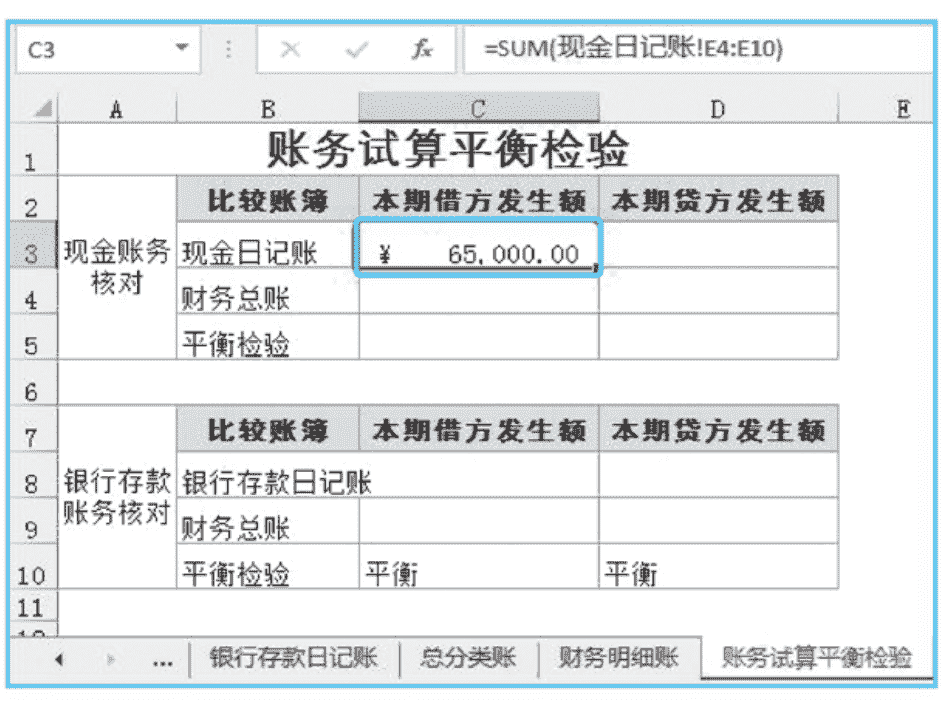 C3 =SUM(现金日记账!E4:E10)
A B C D E
1 账务试算平衡检验
2 比较账簿 本期借方发生额 本期贷方发生额
3 现金账务核对 现金日记账 ¥ 65,000.00
4 财务总账
5 平衡检验
6
7 比较账簿 本期借方发生额 本期贷方发生额
8 银行存款账务核对 银行存款日记账
9 财务总账
10 平衡检验 平衡 平衡
11
... 银行存款日记账 总分类账 财务明细账 账务试算平衡检验